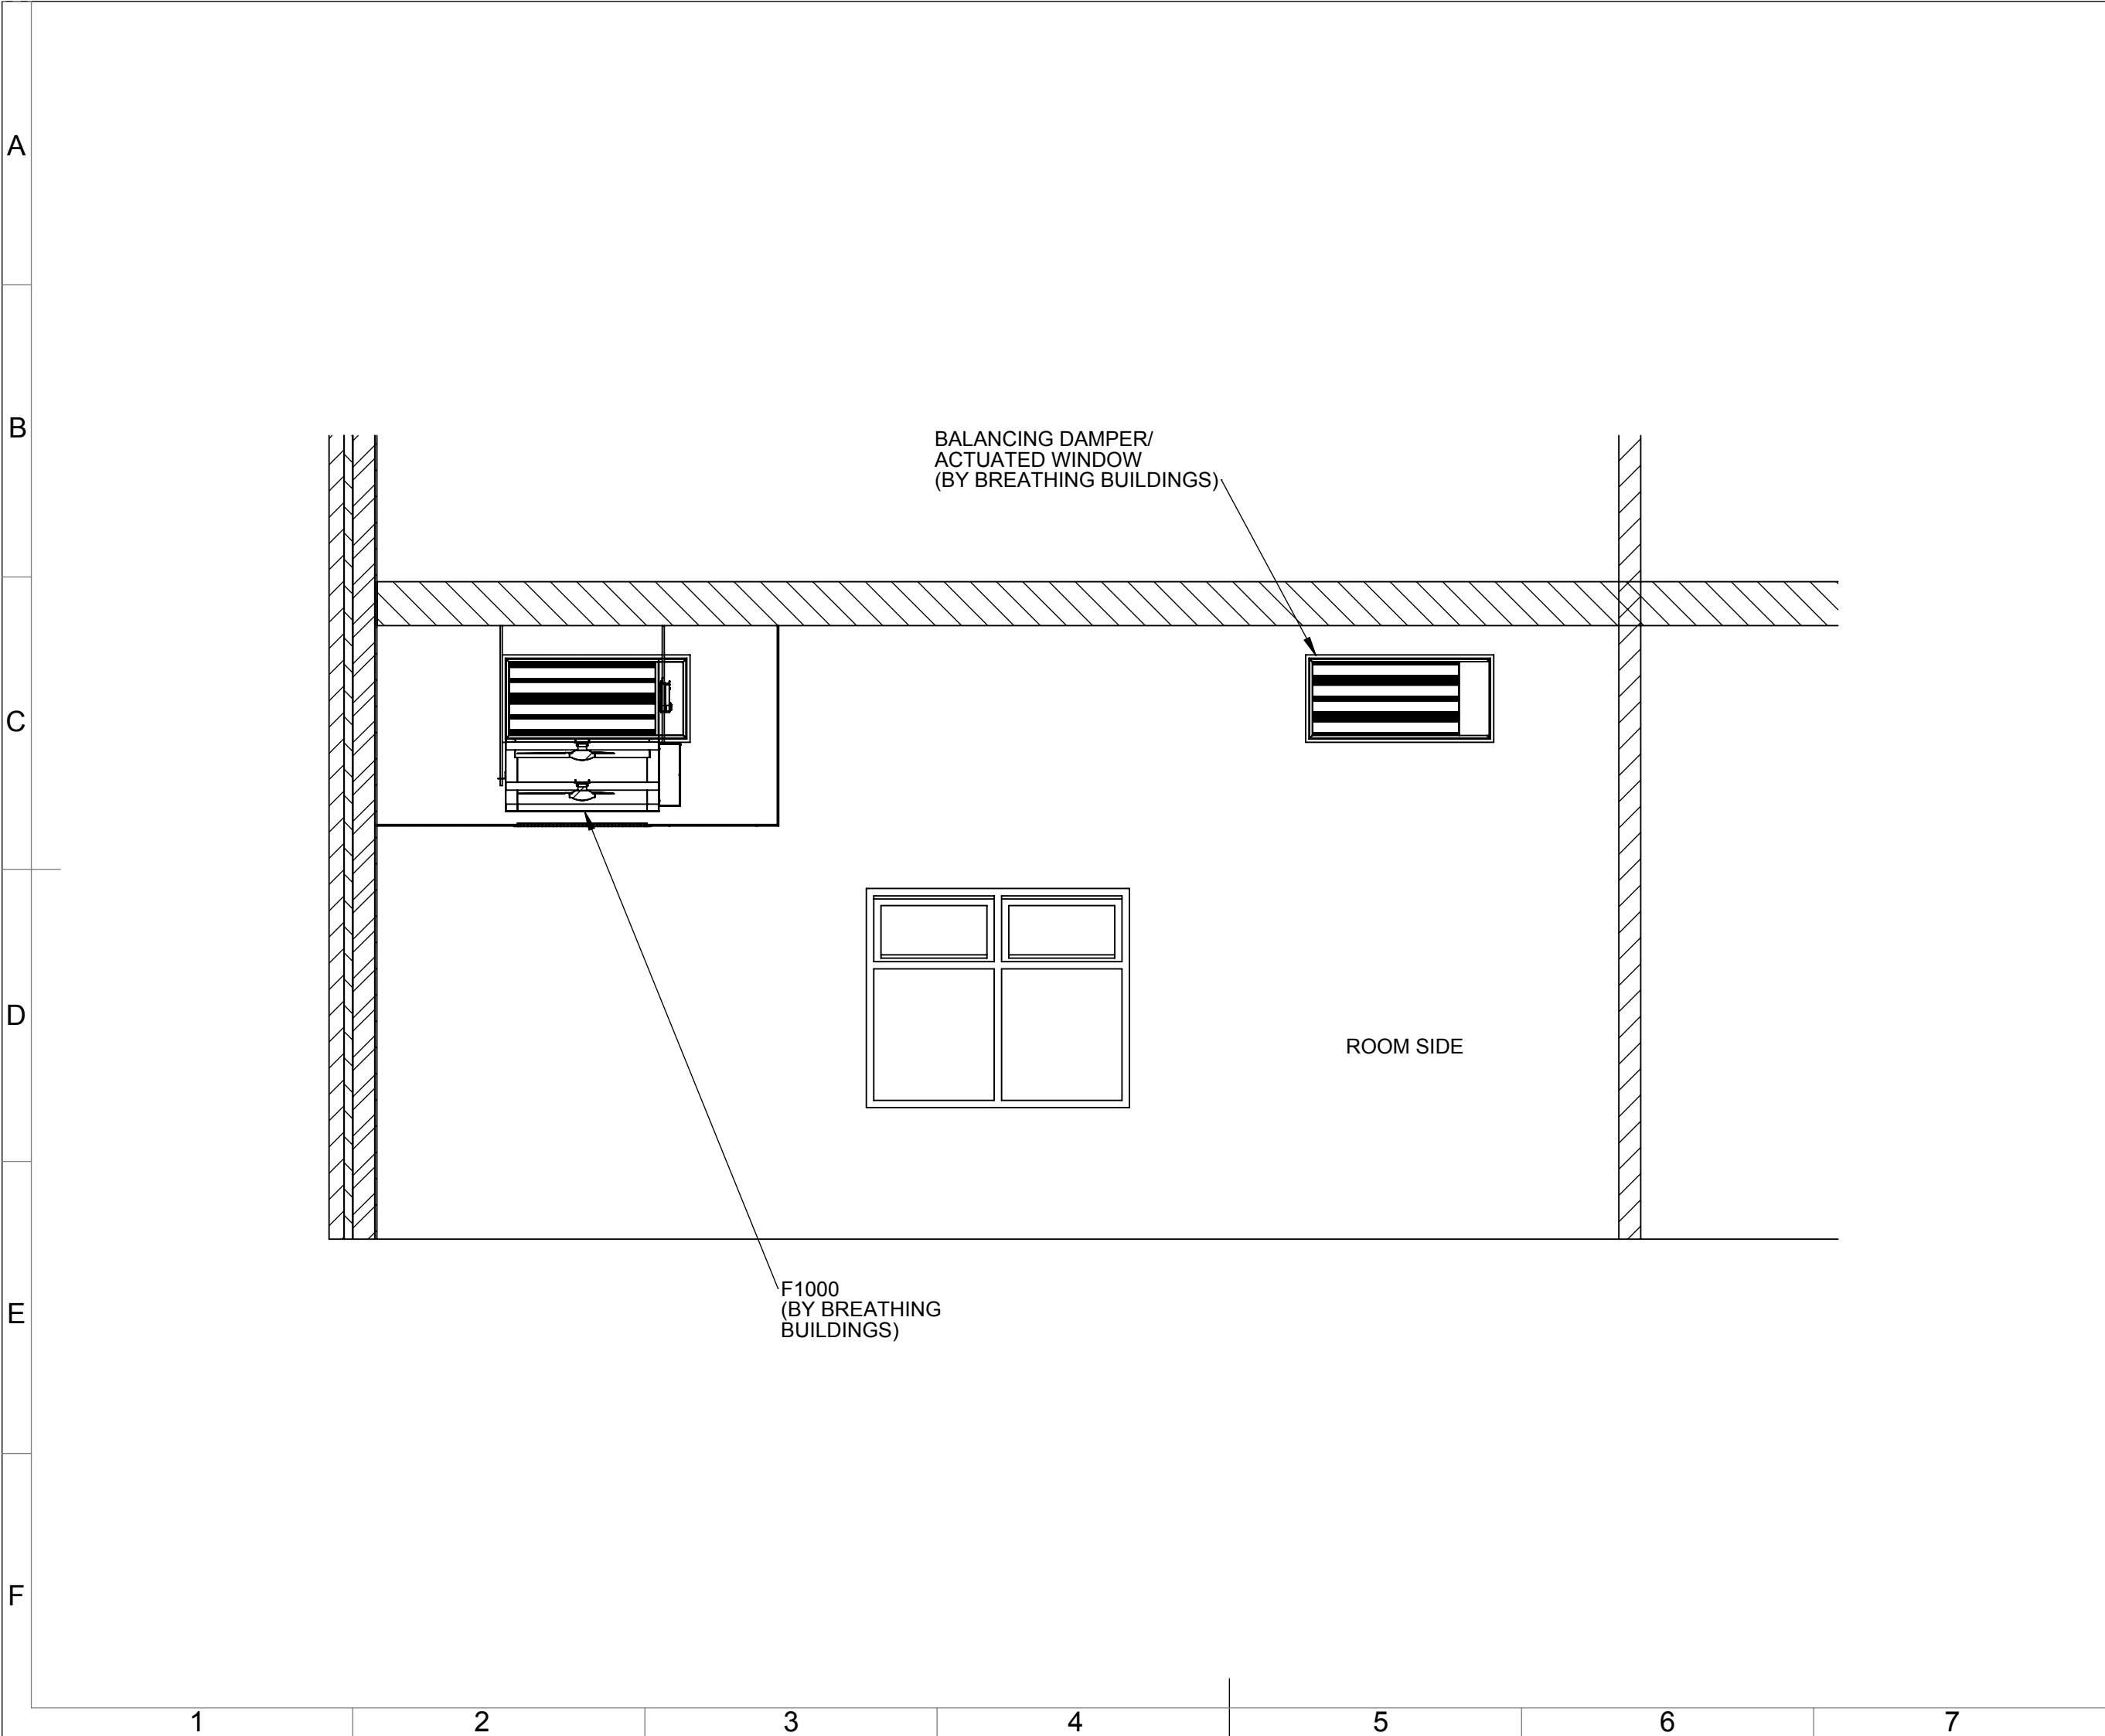 A
B
BALANCING DAMPER/
ACTUATED WINDOW
(BY BREATHING BUILDINGS)
C
D
ROOM SIDE
E
F1000
(BY BREATHING
BUILDINGS)
F
1 2 3 4 5 6 7